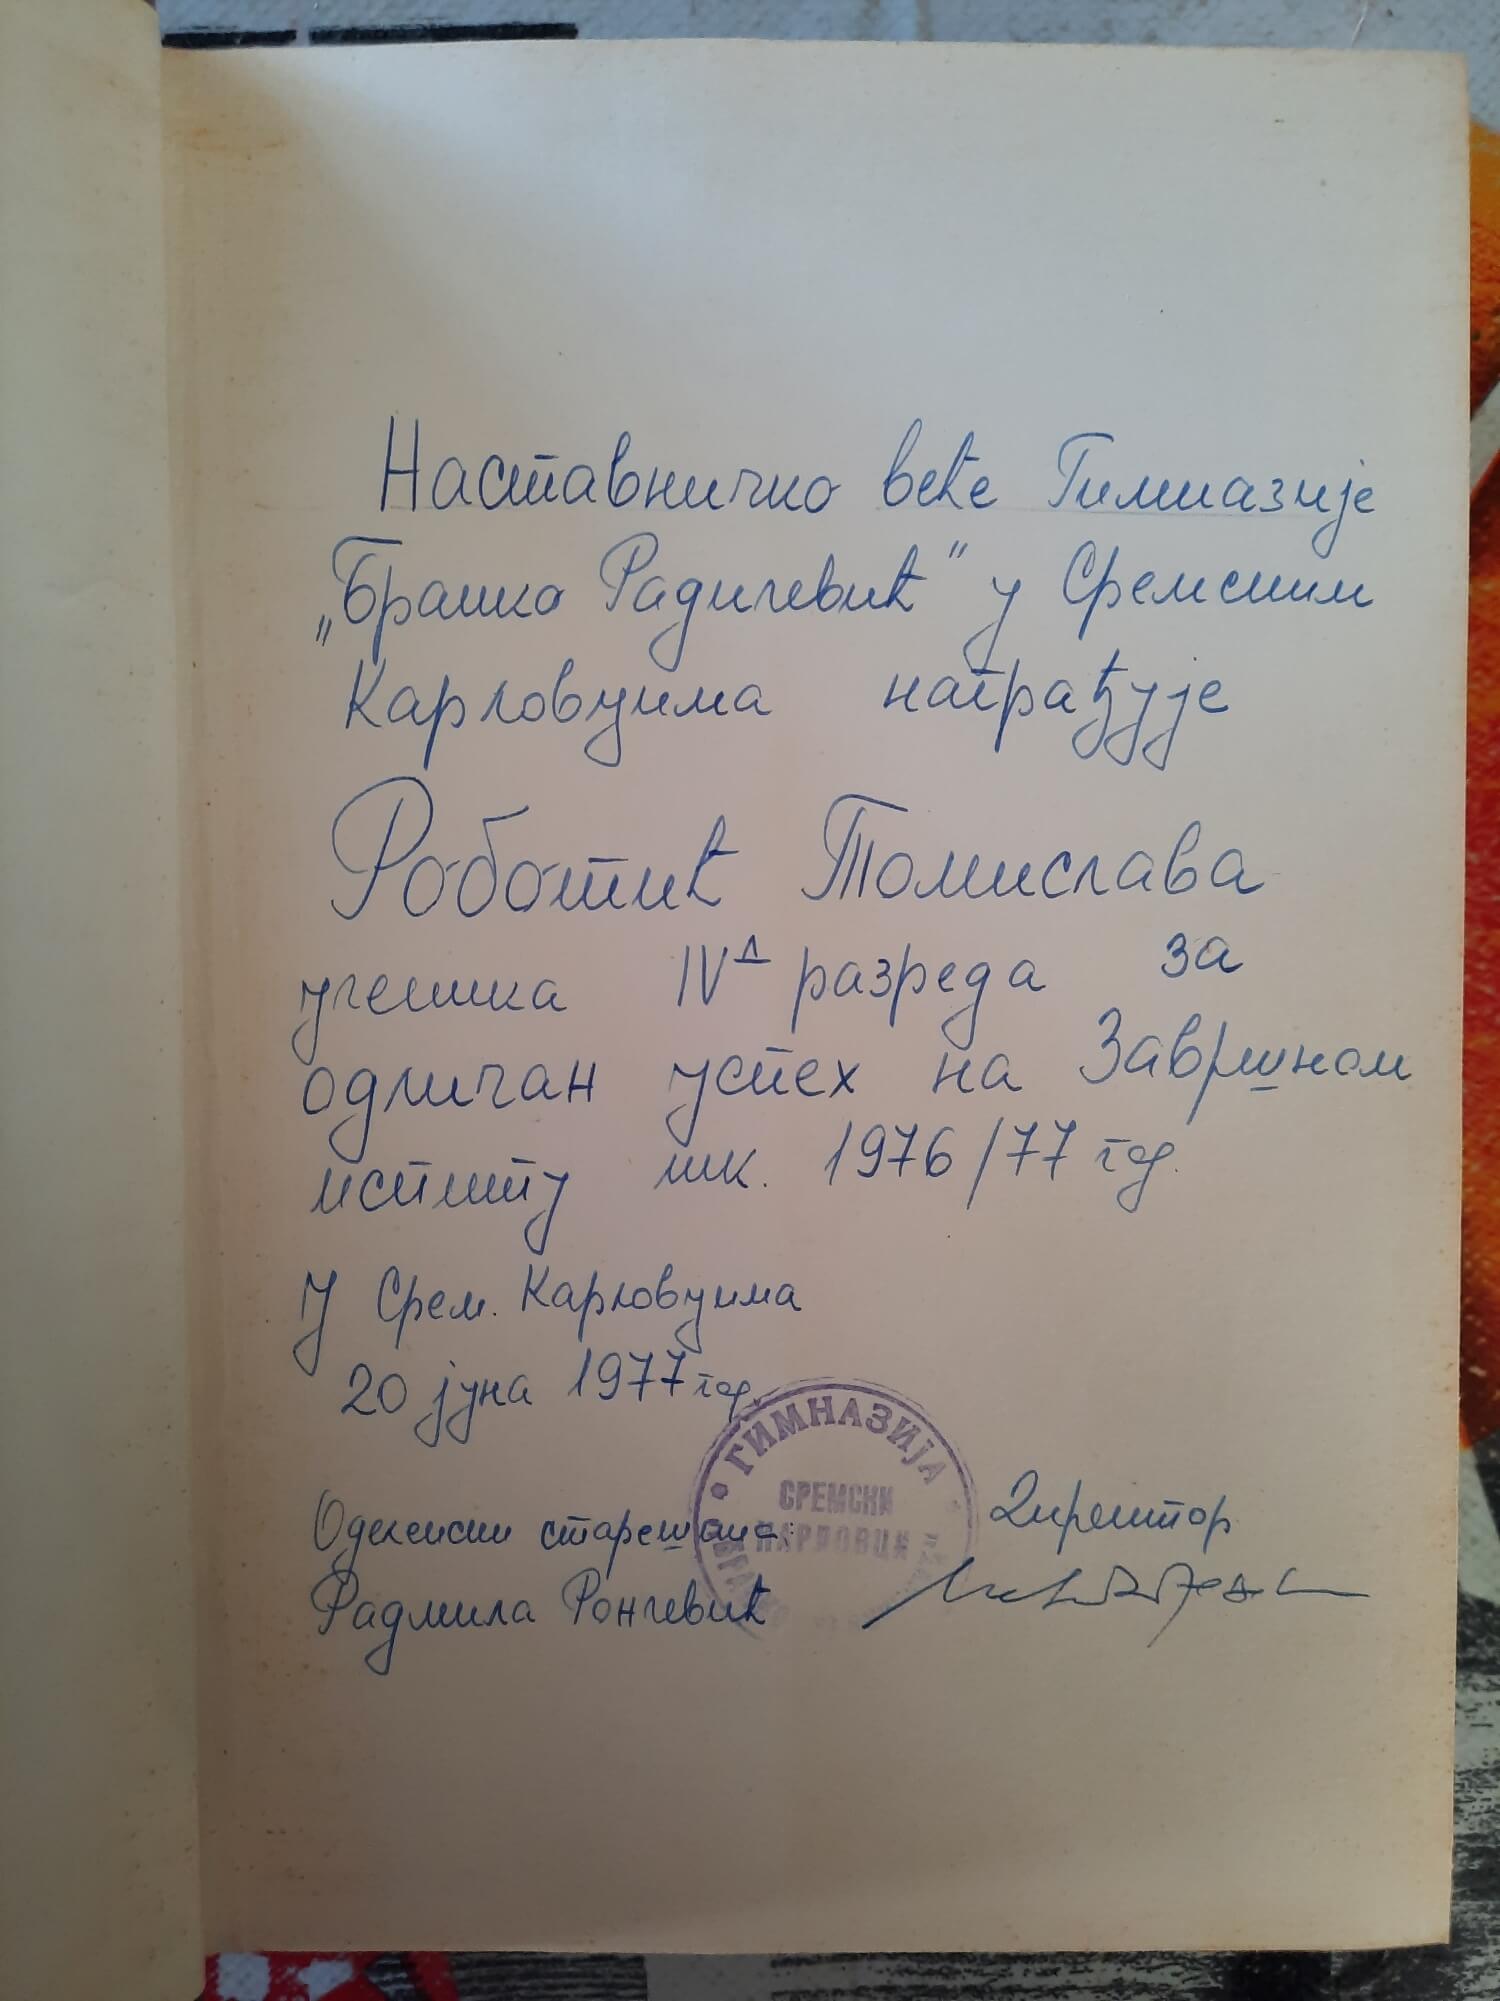 Наставничко веће Гимназије
„Бранко Радичевић" у Сремским
Карловцима награђује
Роботић Томислава
ученика IVд разреда за
одличан успех на Завршном
испиту шк. 1976/77 год.
У Срем. Карловцима
20 јуна 1977 год.
ГИМНАЗИЈА
СРЕМСКИ
КАРЛОВЦИ
Одељенски старешина:
Радмила Рончевић
Директор